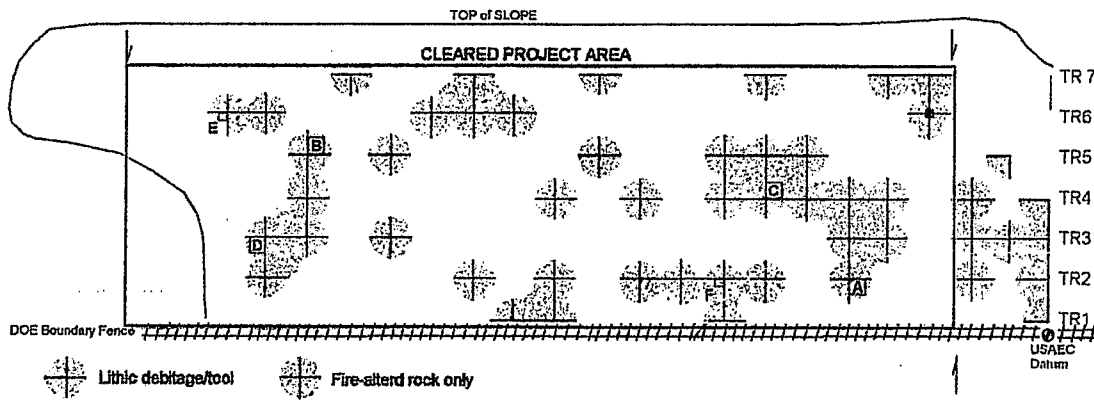 TOP of SLOPE
CLEARED PROJECT AREA
TR 7
E
TR6
B
TR5
C
TR4
D
TR3
F
A
TR2
TR1
DOE Boundary Fence
USAEC
Datum
Lithic debitage/tool
Fire-alterd rock only